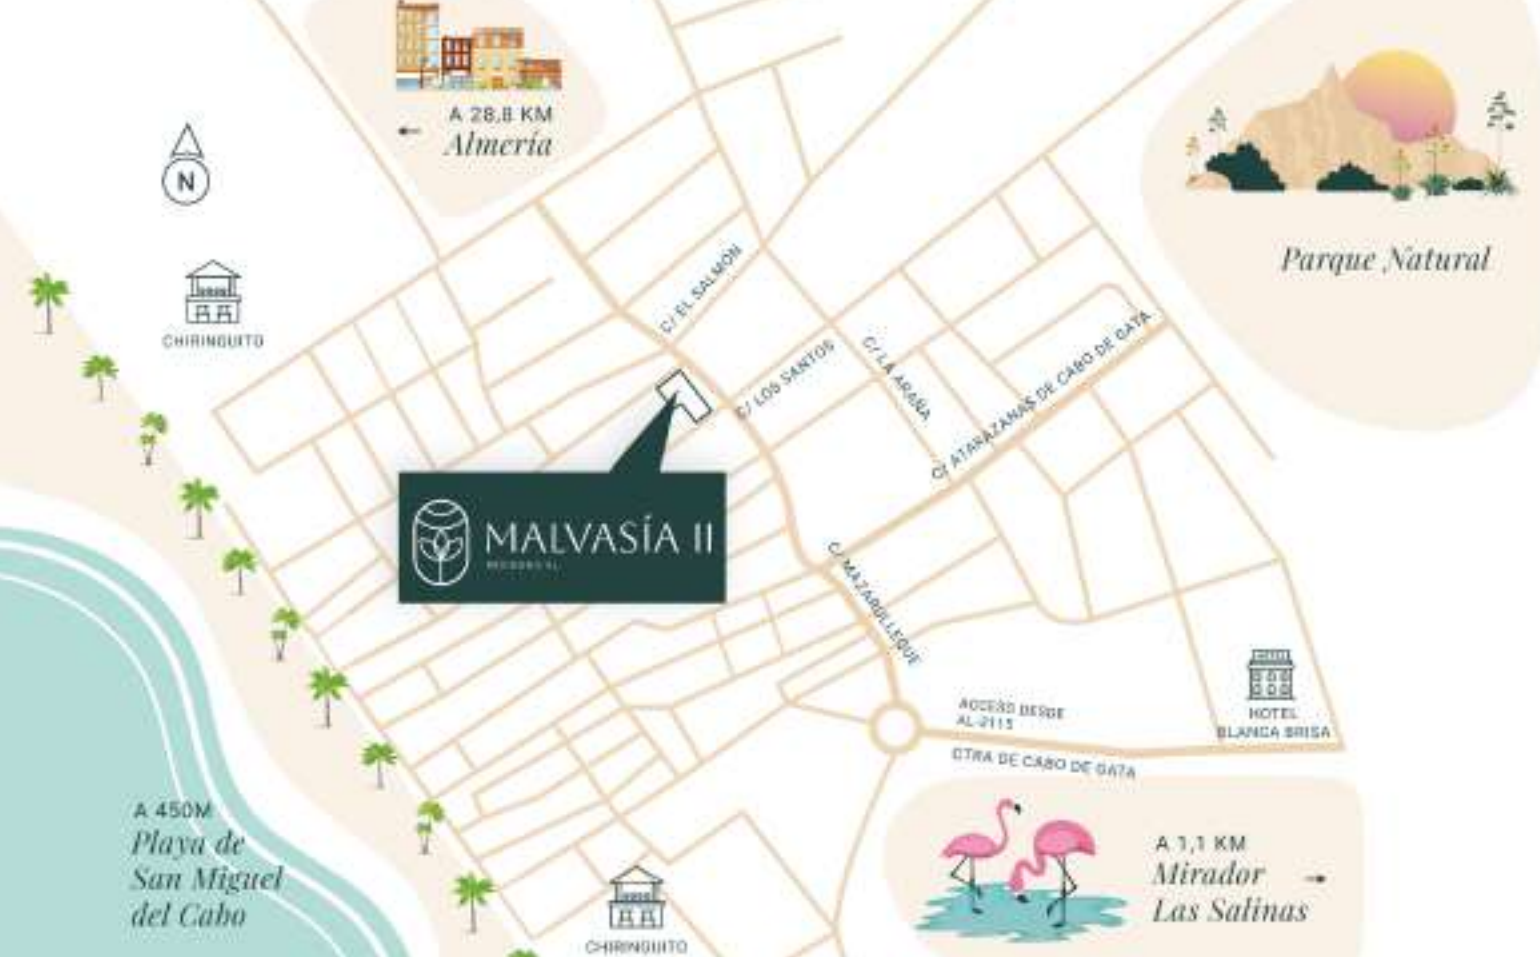 A 28,8 KM
Almería
N
CHIRINGUITO
Parque Natural
C/ EL SALMÓN
C/ LOS SANTOS
C/ LA ARAÑA
C/ ATARAZANAS DE CABO DE GATA
MALVASÍA II
RESIDENCIAL
C/ MAZARULLEQUE
HOTEL
BLANCA BRISA
ACCESS DESDE
AL-3115
CTRA DE CABO DE GATA
A 450M
Playa de
San Miguel
del Cabo
A 1,1 KM
Mirador
Las Salinas
CHIRINGUITO